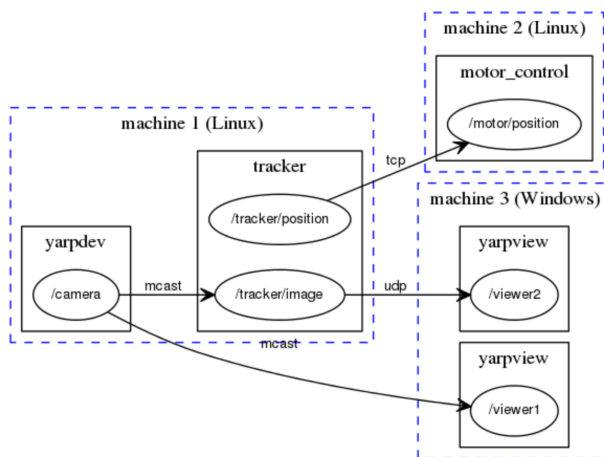 machine 2 (Linux)
motor_control
/motor/position
machine 1 (Linux)
tcp
tracker
machine 3 (Windows)
/tracker/position
yarpdev
yarpview
/camera
mcast
/tracker/image
udp
/viewer2
mcast
yarpview
/viewer1